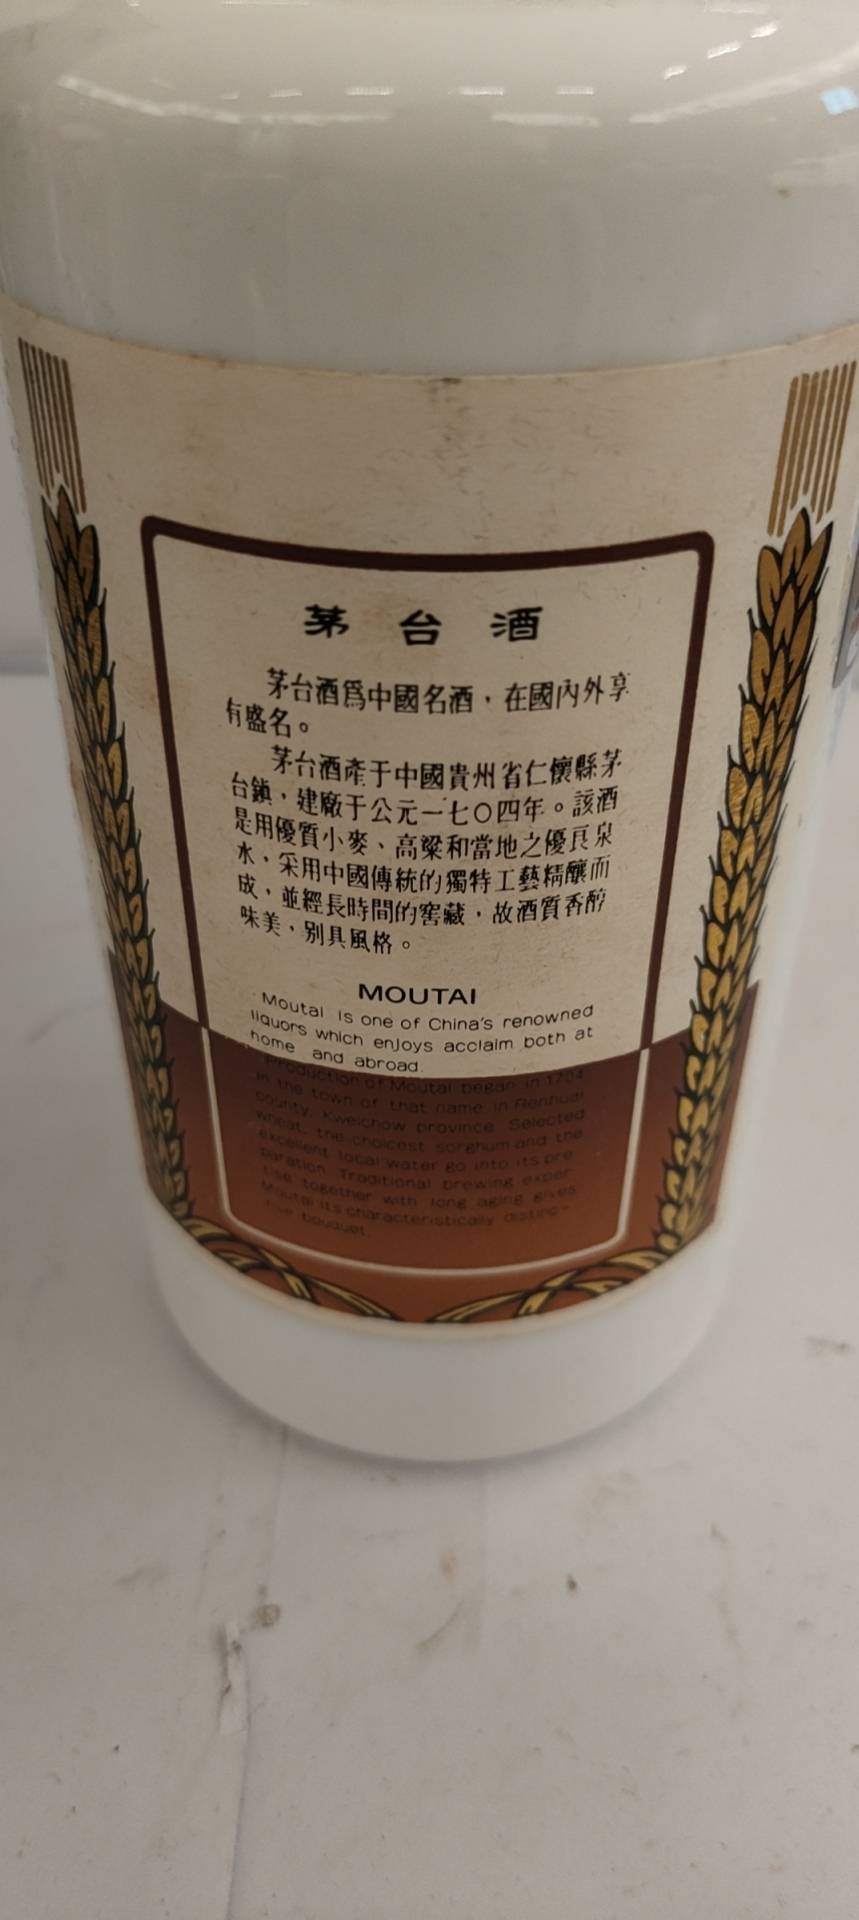 茅台酒
茅台酒爲中國名酒，在國內外享
有盛名。
茅台酒產于中國貴州省仁懷縣茅
台鎮，建廠于公元一七〇四年。該酒
是用優質小麥、高粱和當地之優良泉
水，采用中國傳統的獨特工藝精釀而
成，並經長時間的窖藏，故酒質香醇
味美，别具風格。
MOUTAI
Moutai is one of China's renowned
liquors which enjoys acclaim both at
home and abroad.
Production of Moutai began in 1704
in the town of that name in Renhuai
county, Kweichow province. Selected
wheat, the choicest sorghum and the
excellent local water go into its pre
paration. Traditional brewing exper
tise together with long aging gives
Moutai its characteristically distinc-
tive bouquet.